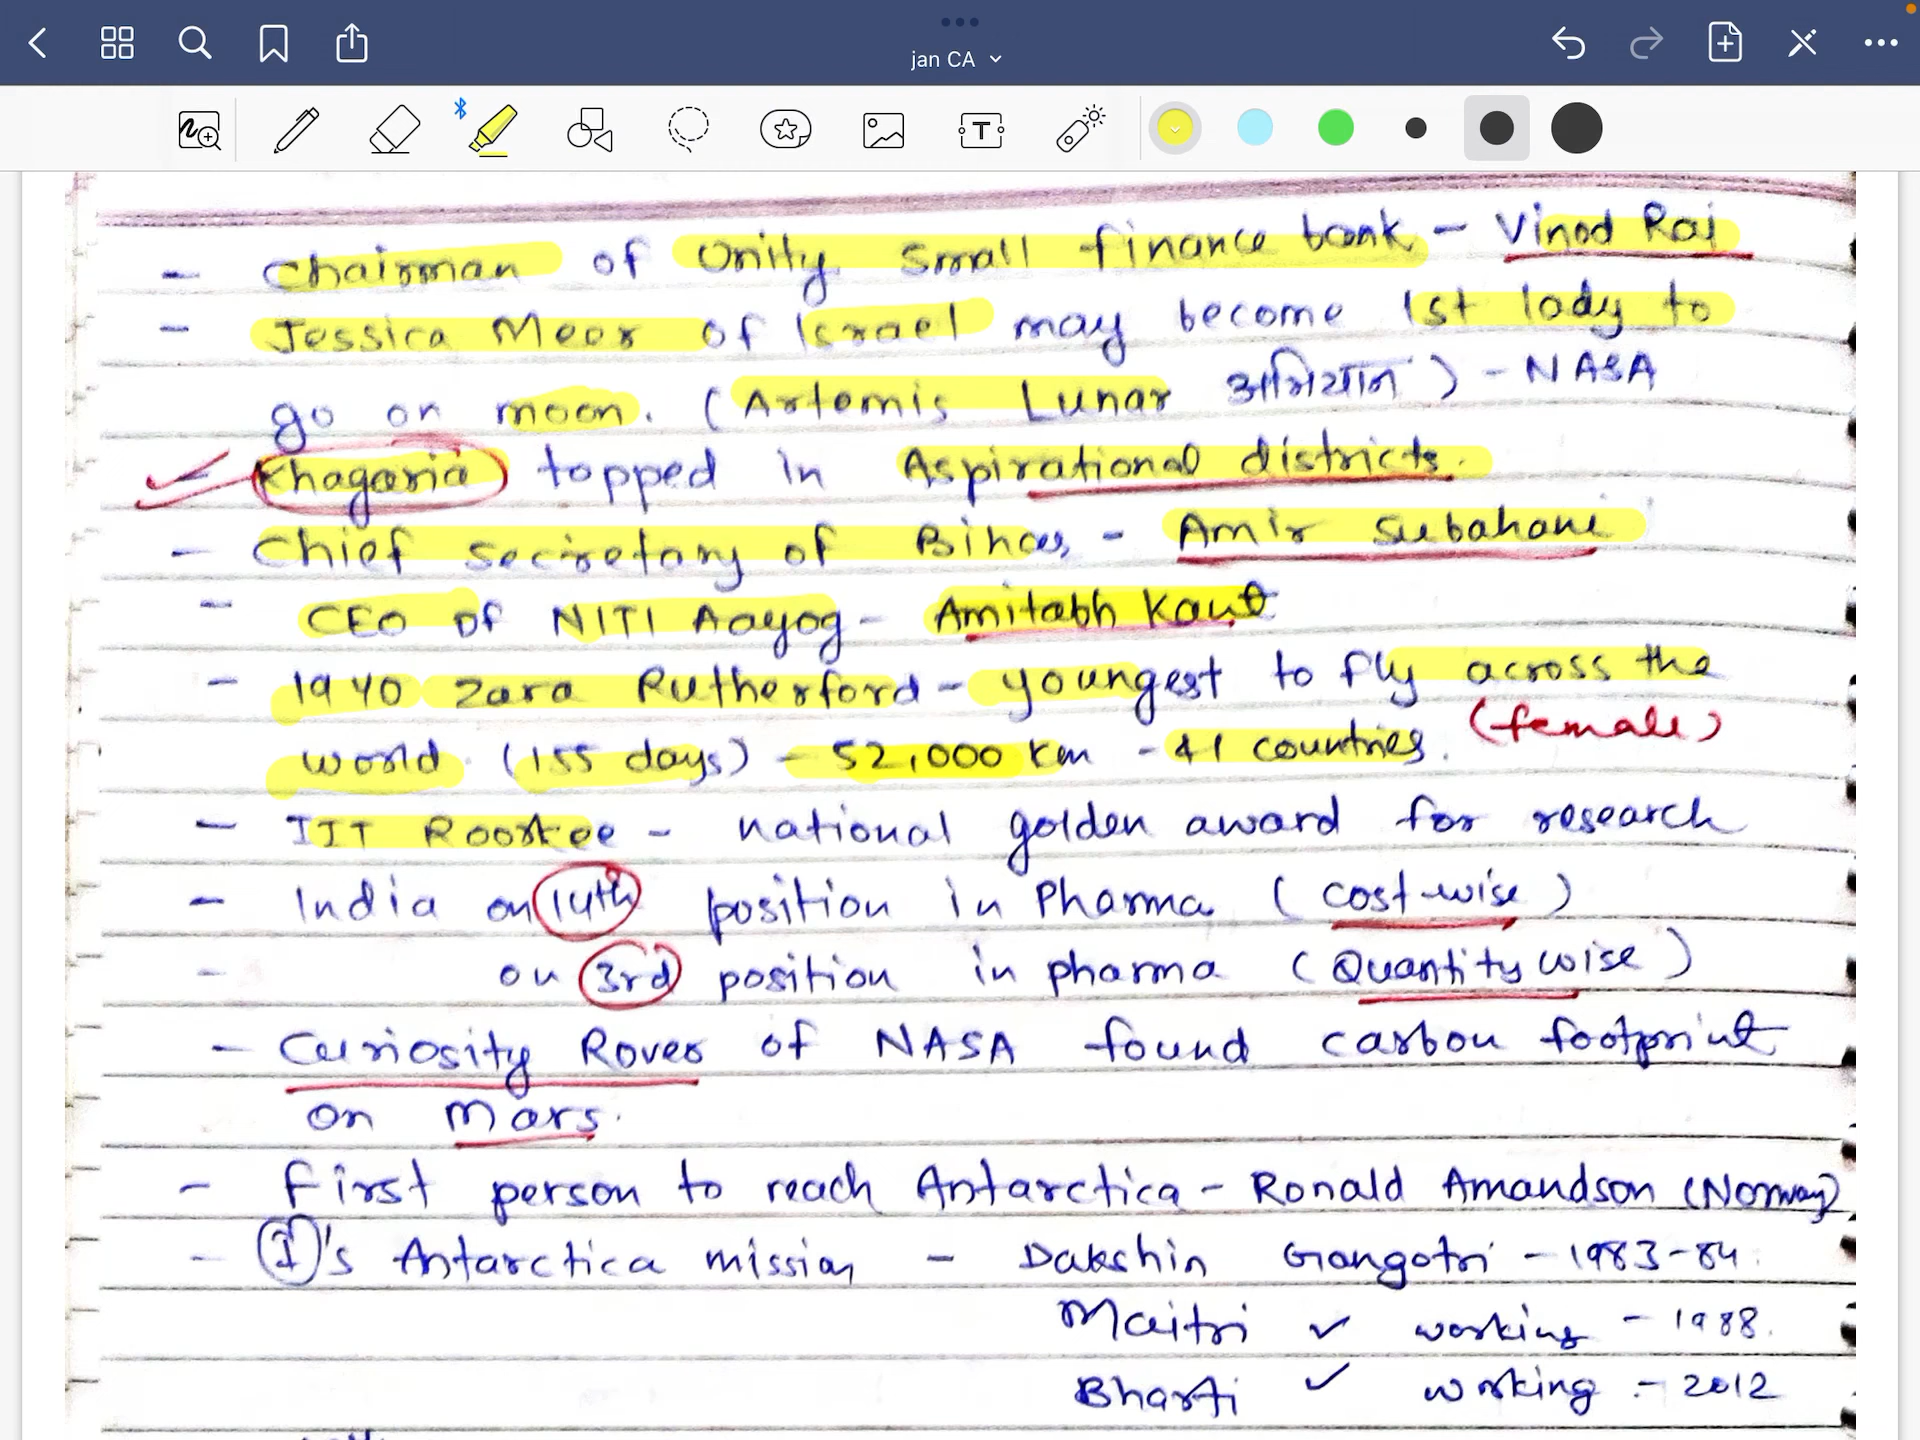 jan CA
- Chairman of Unity Small finance bank - Vinod Rai
- Jessica Meer of Israel may become 1st lady to
go on moon. (Artemis Lunar अभियान) - NASA
Khagaria topped in Aspirational districts.
- Chief secretary of Bihar - Amir Subahani
- CEO of NITI Aayog - Amitabh Kant
- 19 YO Zara Rutherford - youngest to fly across the
world (155 days) - 52,000 km - 41 countries. (female)
- IIT Roorkee - national golden award for research
- India on 14th position in Pharma (cost-wise)
- on 3rd position in pharma (Quantity wise)
- Curiosity Rover of NASA found carbon footprint
on Mars.
- First person to reach Antarctica - Ronald Amandson (Norway)
- I's Antarctica mission - Dakshin Gangotri - 1983-84.
Maitri ✓ working - 1988.
Bharti ✓ working - 2012